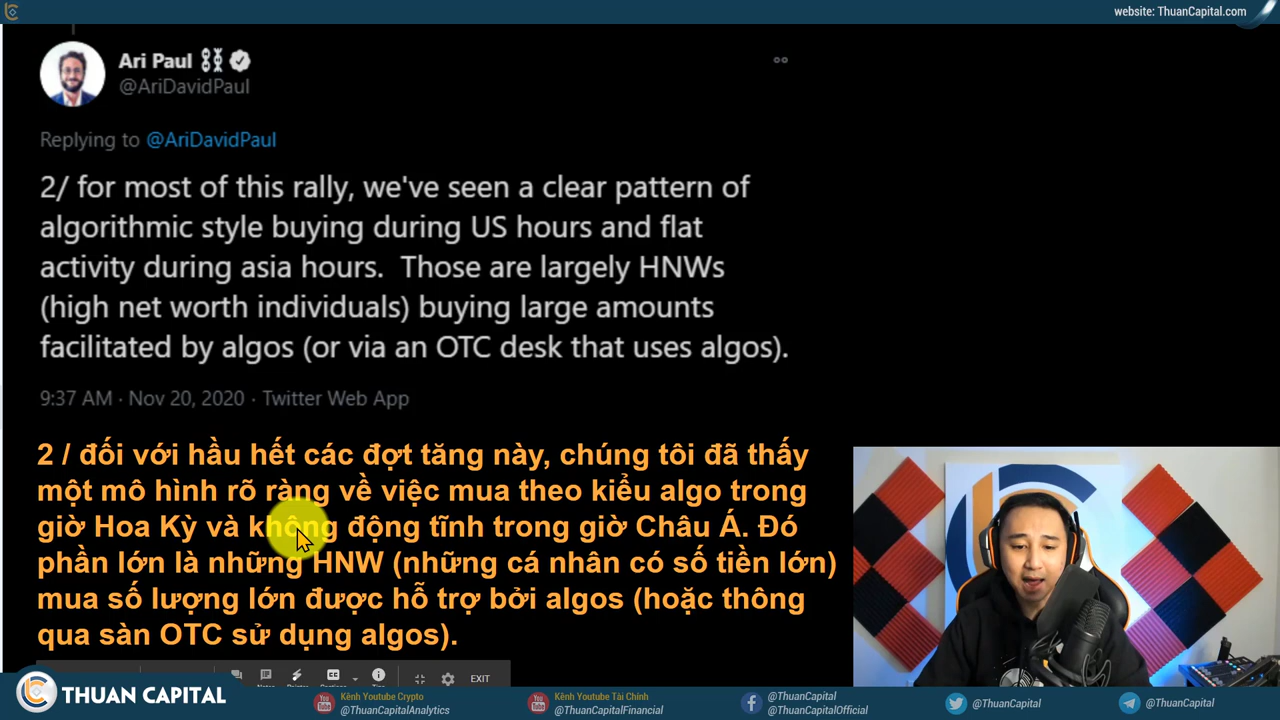 website: ThuanCapital.com
Ari Paul
@AriDavidPaul
Replying to @AriDavidPaul
2/ for most of this rally, we've seen a clear pattern of
algorithmic style buying during US hours and flat
activity during asia hours. Those are largely HNWs
(high net worth individuals) buying large amounts
facilitated by algos (or via an OTC desk that uses algos).
9:37 AM · Nov 20, 2020 · Twitter Web App
2 / đối với hầu hết các đợt tăng này, chúng tôi đã thấy
một mô hình rõ ràng về việc mua theo kiểu algo trong
giờ Hoa Kỳ và không động tĩnh trong giờ Châu Á. Đó
phần lớn là những HNW (những cá nhân có số tiền lớn)
mua số lượng lớn được hỗ trợ bởi algos (hoặc thông
qua sàn OTC sử dụng algos).
EXIT
THUAN CAPITAL
Kênh Youtube Crypto
@ThuanCapitalAnalytics
Kênh Youtube Tài Chính
@ThuanCapitalFinancial
@ThuanCapital
@ThuanCapitalOfficial
@ThuanCapital
@ThuanCapital